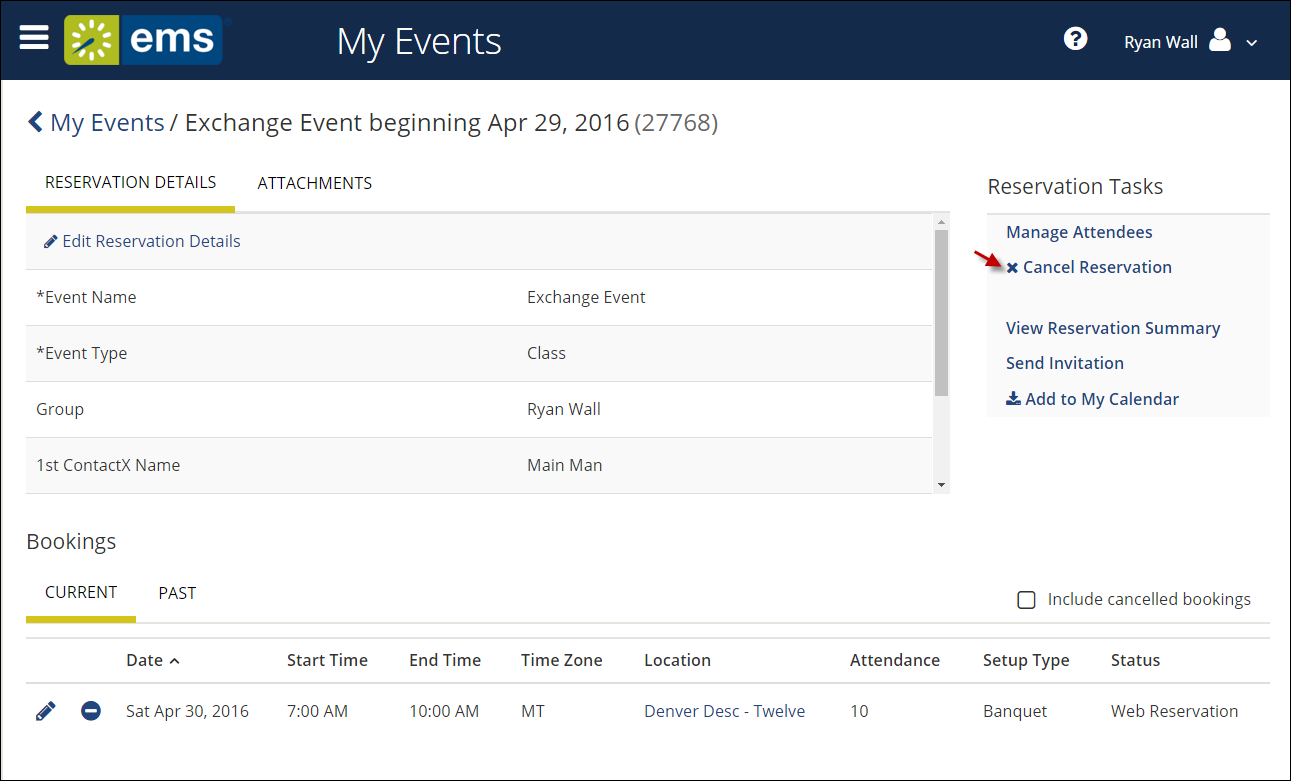 ems
My Events
? Ryan Wall
My Events / Exchange Event beginning Apr 29, 2016 (27768)
RESERVATION DETAILS ATTACHMENTS
Edit Reservation Details
*Event Name Exchange Event
*Event Type Class
Group Ryan Wall
1st ContactX Name Main Man
Reservation Tasks
Manage Attendees
Cancel Reservation
View Reservation Summary
Send Invitation
Add to My Calendar
Bookings
CURRENT PAST
Include cancelled bookings
Date Start Time End Time Time Zone Location Attendance Setup Type Status
Sat Apr 30, 2016 7:00 AM 10:00 AM MT Denver Desc - Twelve 10 Banquet Web Reservation